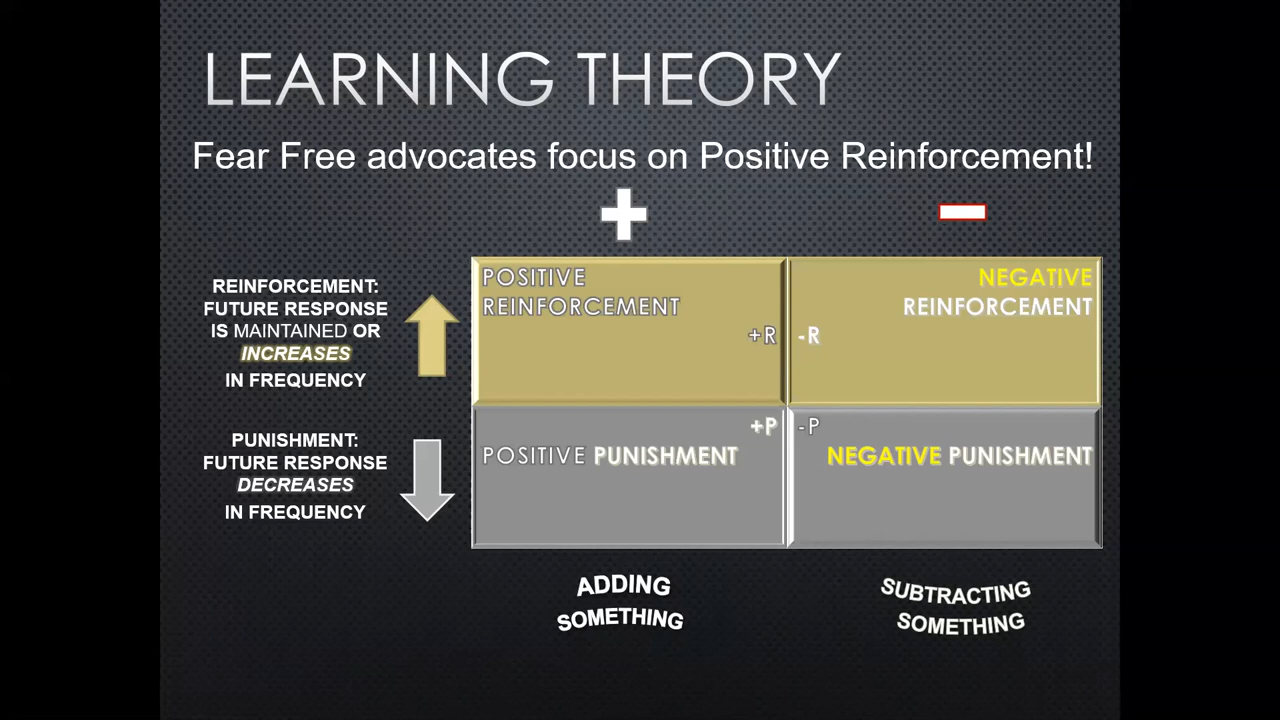 LEARNING THEORY
Fear Free advocates focus on Positive Reinforcement!
REINFORCEMENT:
FUTURE RESPONSE
IS MAINTAINED OR
INCREASES
IN FREQUENCY
POSITIVE
REINFORCEMENT
+R
NEGATIVE
REINFORCEMENT
-R
PUNISHMENT:
FUTURE RESPONSE
DECREASES
IN FREQUENCY
+P
POSITIVE PUNISHMENT
-P
NEGATIVE PUNISHMENT
ADDING
SOMETHING
SUBTRACTING
SOMETHING